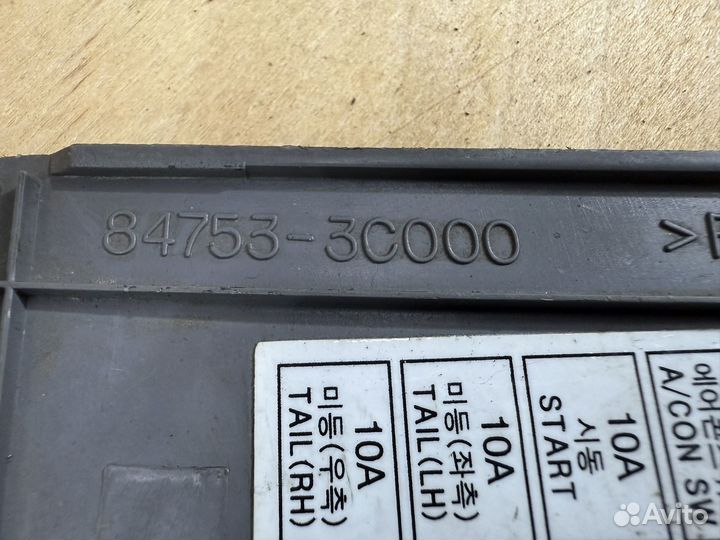 84753-3C000
10A
미등(우측)
TAIL(RH)
10A
미등(좌측)
TAIL(LH)
10A
시동
START
A/CON SW
Avito